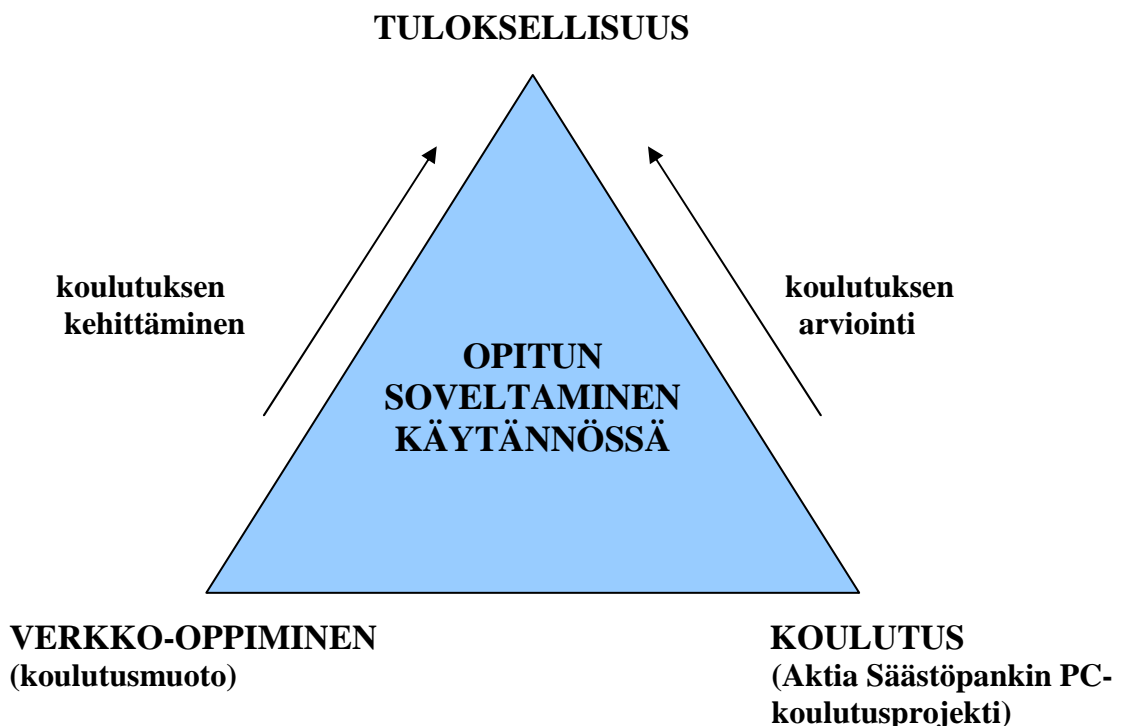 TULOKSELLISUUS
koulutuksen
kehittäminen
koulutuksen
arviointi
OPITUN
SOVELTAMINEN
KÄYTÄNNÖSSÄ
VERKKO-OPPIMINEN
(koulutusmuoto)
KOULUTUS
(Aktia Säästöpankin PC-
koulutusprojekti)